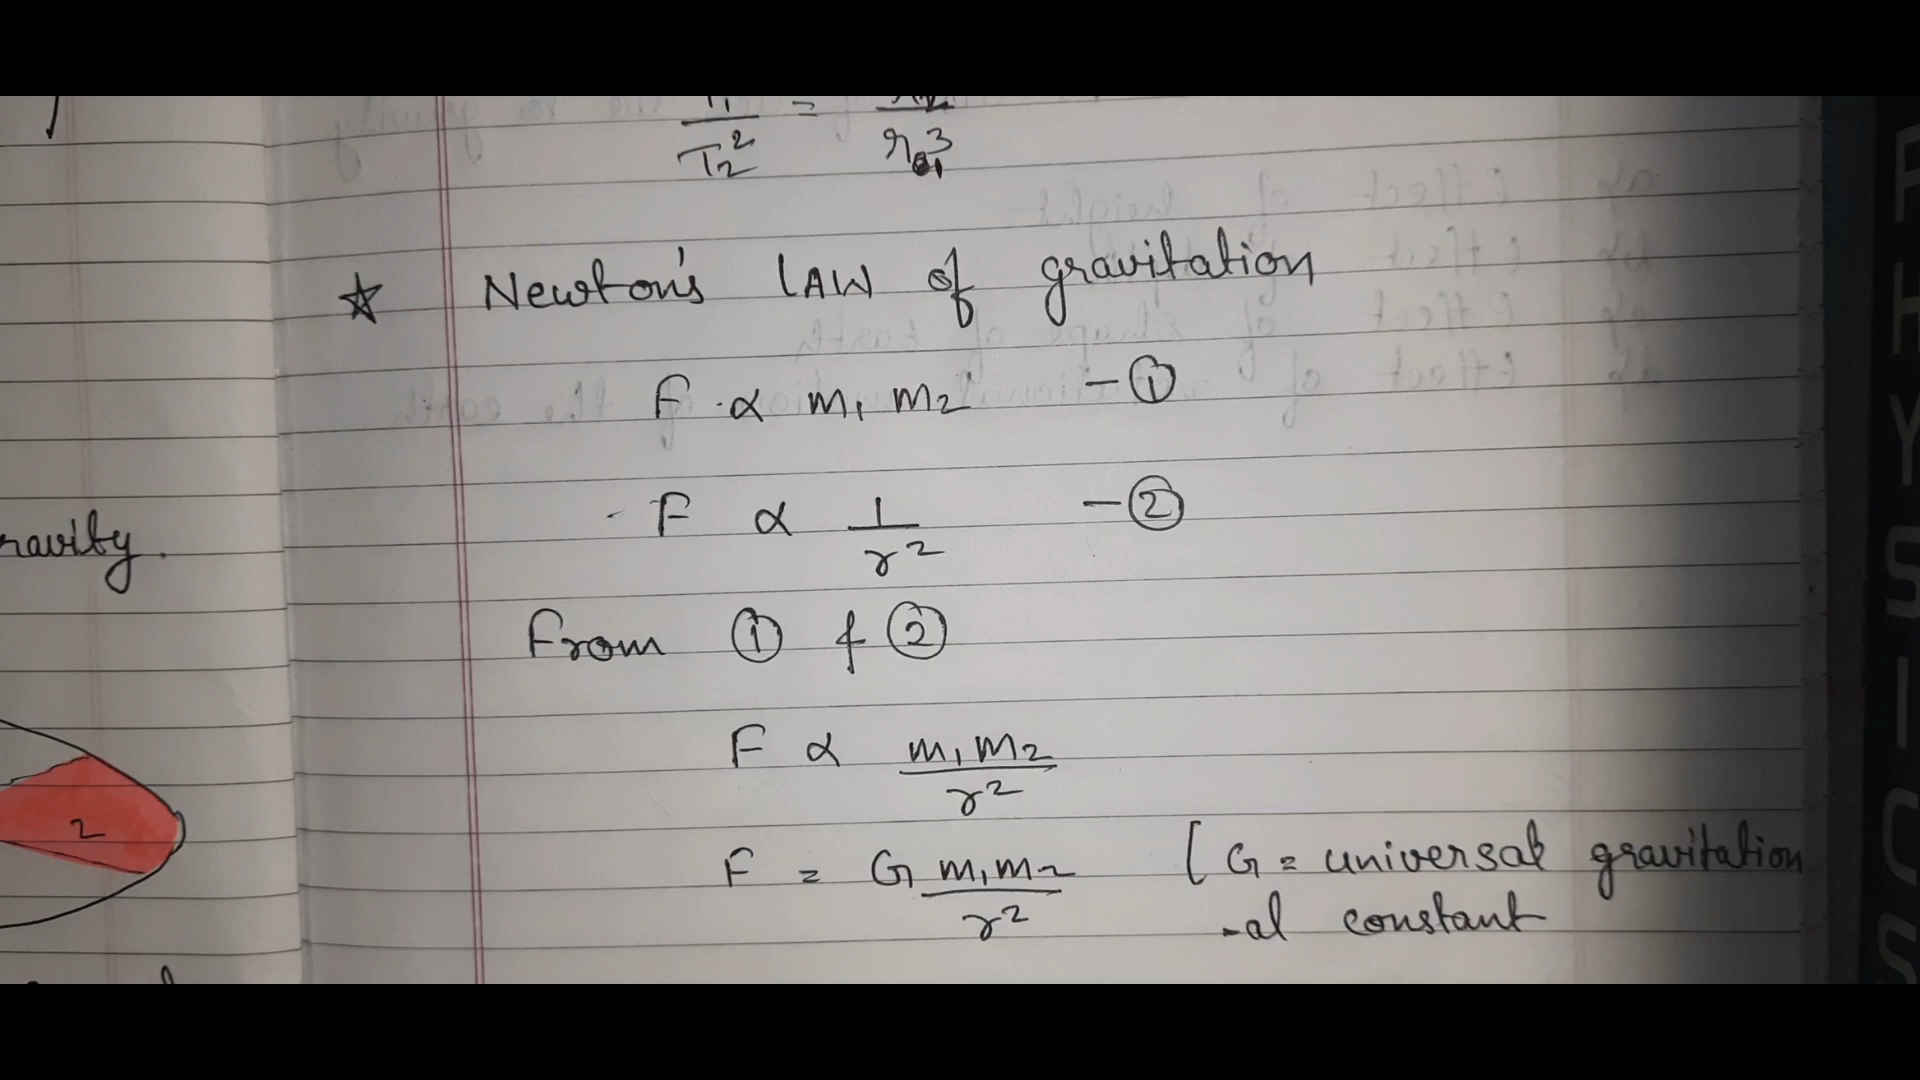 T₂² = r³
★ Newton's LAW of gravitation
F ∝ m₁ m₂ - ①
F ∝ 1/r² - ②
From ① & ②
F ∝ m₁m₂/r²
F = G m₁m₂/r² [G = universal gravitation
-al constant
ravity.
2
PHYSICS